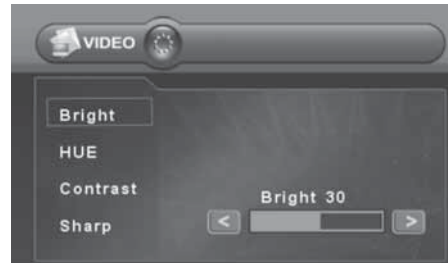 VIDEO
Bright
HUE
Contrast
Bright 30
Sharp
< >